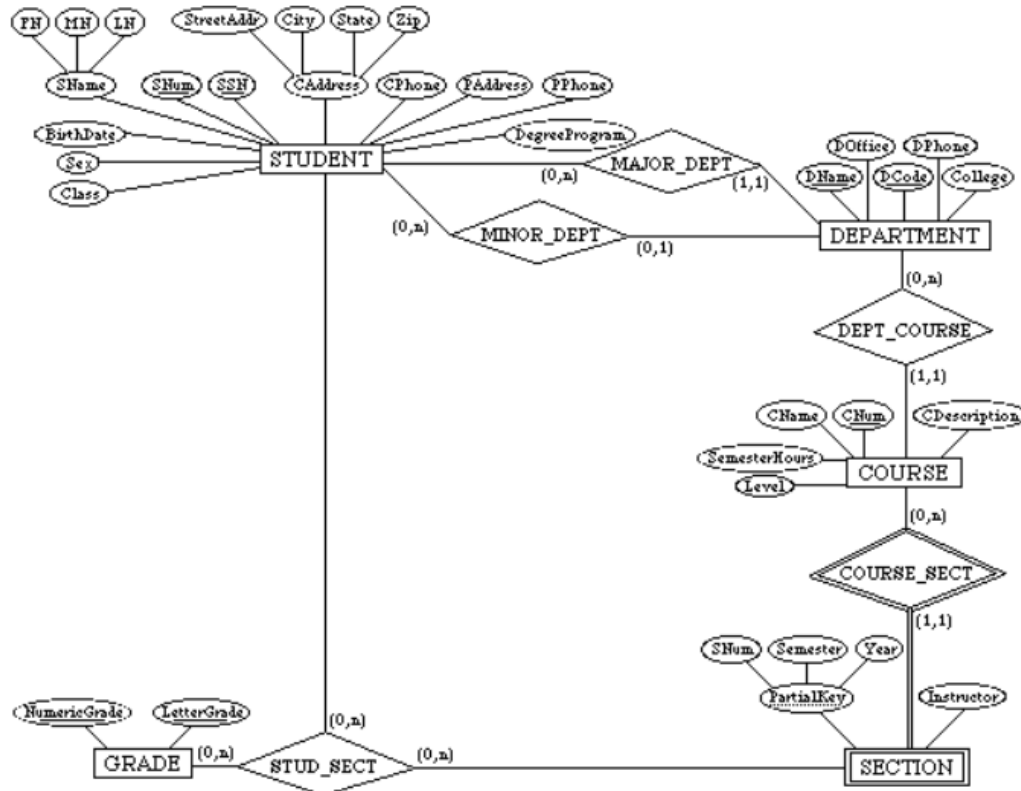 FN MN LN StreetAddr City State Zip
SName SNum SSN CAddress CPhone PAddress PPhone
BirthDate DegreeProgram
STUDENT
Sex
Class
(0,n) MAJOR_DEPT (1,1)
(0,n) MINOR_DEPT (0,1)
DOffice DPhone
DName DCode College
DEPARTMENT
(0,n)
DEPT_COURSE
(1,1)
CName CNum CDescription
SemesterHours
COURSE
Level
(0,n)
COURSE_SECT
(1,1)
SNum Semester Year
PartialKey Instructor
NumericGrade LetterGrade
(0,n)
GRADE (0,n) STUD_SECT (0,n) SECTION